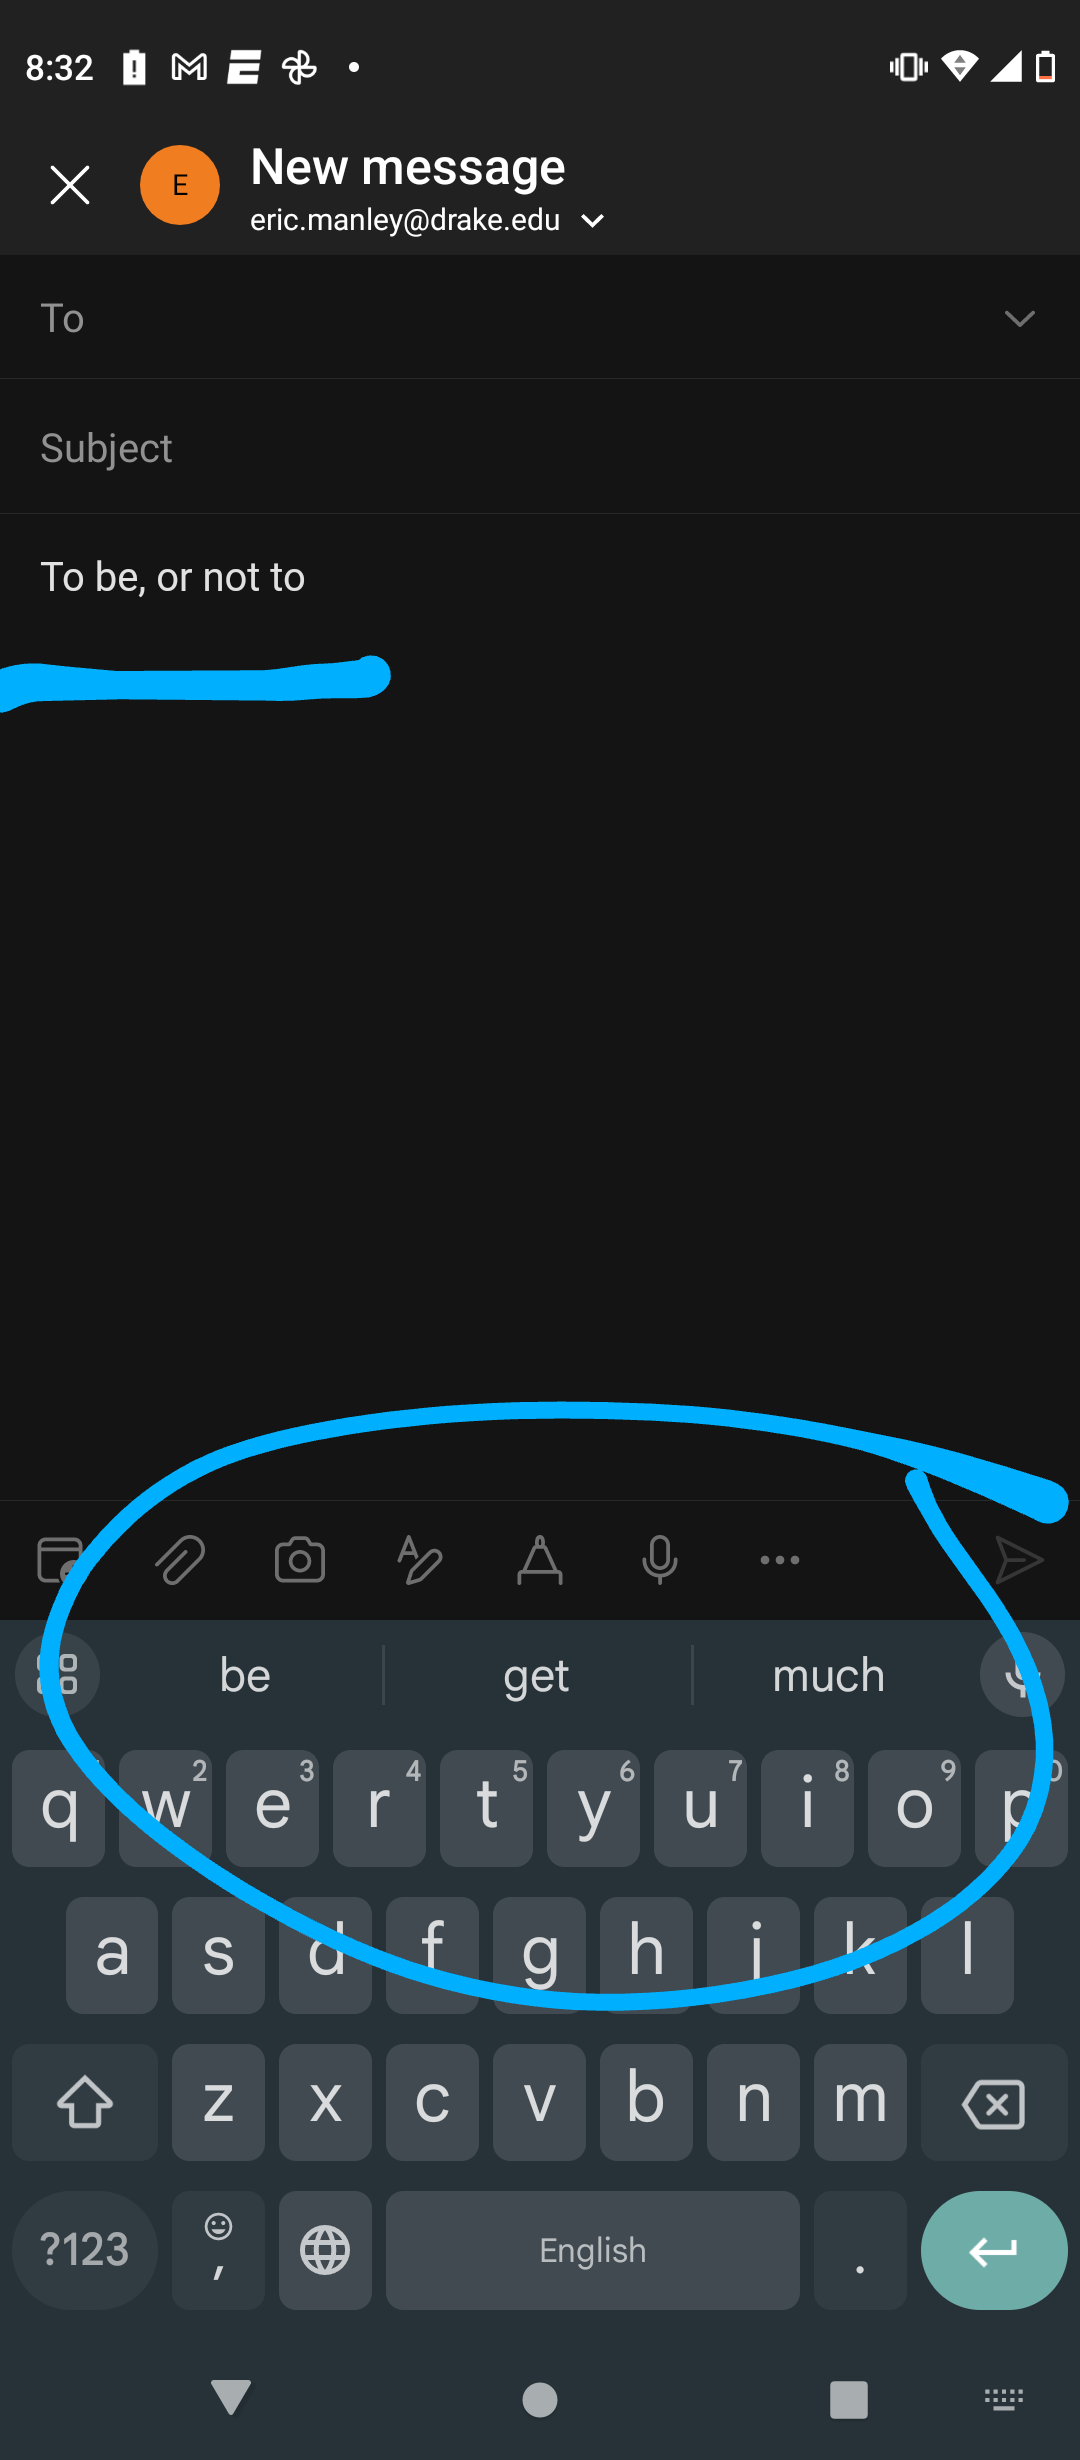 8:32
E
New message
eric.manley@drake.edu
To
Subject
To be, or not to
be get much
q w 2 e 3 r 4 t 5 y 6 u 7 i 8 o 9 p 0
a s d f g h j k l
z x c v b n m
?123 , English .